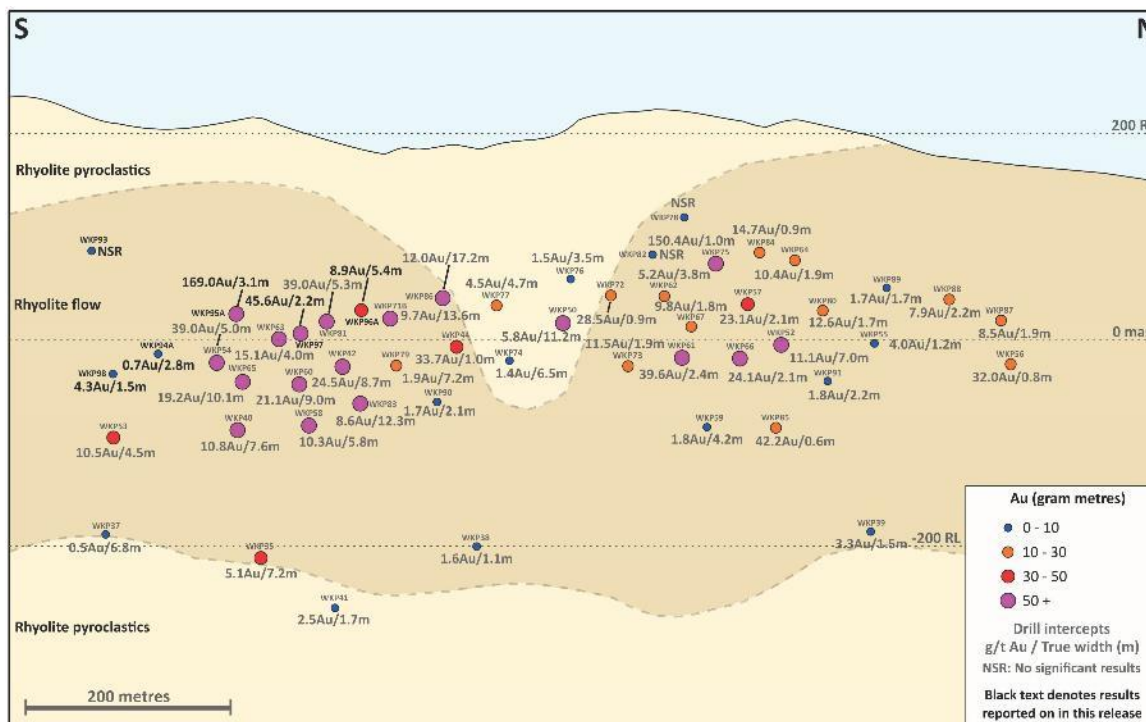 S
N
200 R
Rhyolite pyroclastics
WKP93
NSR
NSR
WKP78
150.4Au/1.0m
14.7Au/0.9m
WKP84
WKP82
NSR
WKP75
5.2Au/3.8m
WKP64
10.4Au/1.9m
12.0Au/17.2m
1.5Au/3.5m
WKP76
8.9Au/5.4m
169.0Au/3.1m
39.0Au/5.3m
4.5Au/4.7m
WKP77
Rhyolite flow
45.6Au/2.2m
WKP95A
39.0Au/5.0m
WKP86
9.7Au/13.6m
WKP96A
WKP71
WKP81
WKP97
WKP63
15.1Au/4.0m
WKP50
5.8Au/11.2m
WKP72
28.5Au/0.9m
WKP62
9.8Au/1.8m
WKP57
23.1Au/2.1m
WKP80
12.6Au/1.7m
WKP89
1.7Au/1.7m
WKP88
7.9Au/2.2m
WKP87
8.5Au/1.9m
WKP67
11.5Au/1.9m
0 ma
WKP94A
0.7Au/2.8m
WKP98
4.3Au/1.5m
WKP54
WKP65
19.2Au/10.1m
WKP60
21.1Au/9.0m
WKP42
24.5Au/8.7m
WKP79
1.9Au/7.2m
WKP44
33.7Au/1.0m
WKP74
1.4Au/6.5m
WKP73
WKP61
39.6Au/2.4m
WKP66
24.1Au/2.1m
WKP52
11.1Au/7.0m
WKP55
4.0Au/1.2m
WKP56
32.0Au/0.8m
WKP91
1.8Au/2.2m
WKP83
8.6Au/12.3m
WKP90
1.7Au/2.1m
WKP53
10.5Au/4.5m
WKP40
10.8Au/7.6m
WKP58
10.3Au/5.8m
WKP59
1.8Au/4.2m
WKP85
42.2Au/0.6m
WKP37
0.5Au/6.8m
WKP35
5.1Au/7.2m
WKP38
1.6Au/1.1m
WKP39
3.3Au/1.5m
-200 RL
WKP41
2.5Au/1.7m
Rhyolite pyroclastics
200 metres
Au (gram metres)
0 - 10
10 - 30
30 - 50
50 +
Drill intercepts
g/t Au / True width (m)
NSR: No significant results
Black text denotes results
reported on in this release